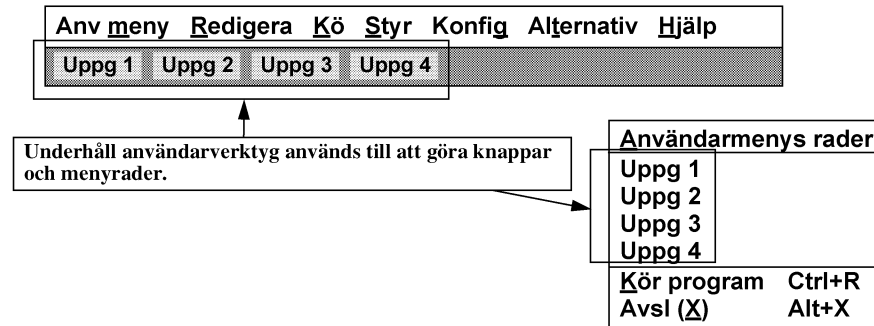 Anv meny Redigera Kö Styr Konfig Alternativ Hjälp
Uppg 1 Uppg 2 Uppg 3 Uppg 4
Underhåll användarverktyg används till att göra knappar
och menyrader.
Användarmenys rader
Uppg 1
Uppg 2
Uppg 3
Uppg 4
Kör program Ctrl+R
Avsl (X) Alt+X